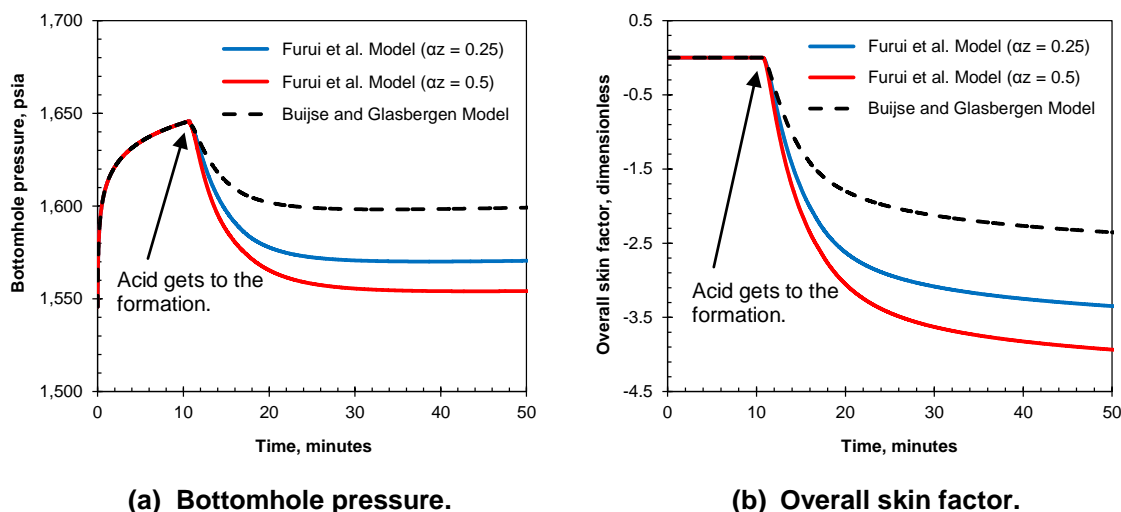 1,700
1,650
1,600
1,550
1,500
Bottomhole pressure, psia
Furui et al. Model (αz = 0.25)
Furui et al. Model (αz = 0.5)
Buijse and Glasbergen Model
Acid gets to the
formation.
0 10 20 30 40 50
Time, minutes
(a) Bottomhole pressure.
0.5
-0.5
-1.5
-2.5
-3.5
-4.5
Overall skin factor, dimensionless
Furui et al. Model (αz = 0.25)
Furui et al. Model (αz = 0.5)
Buijse and Glasbergen Model
Acid gets to the
formation.
0 10 20 30 40 50
Time, minutes
(b) Overall skin factor.